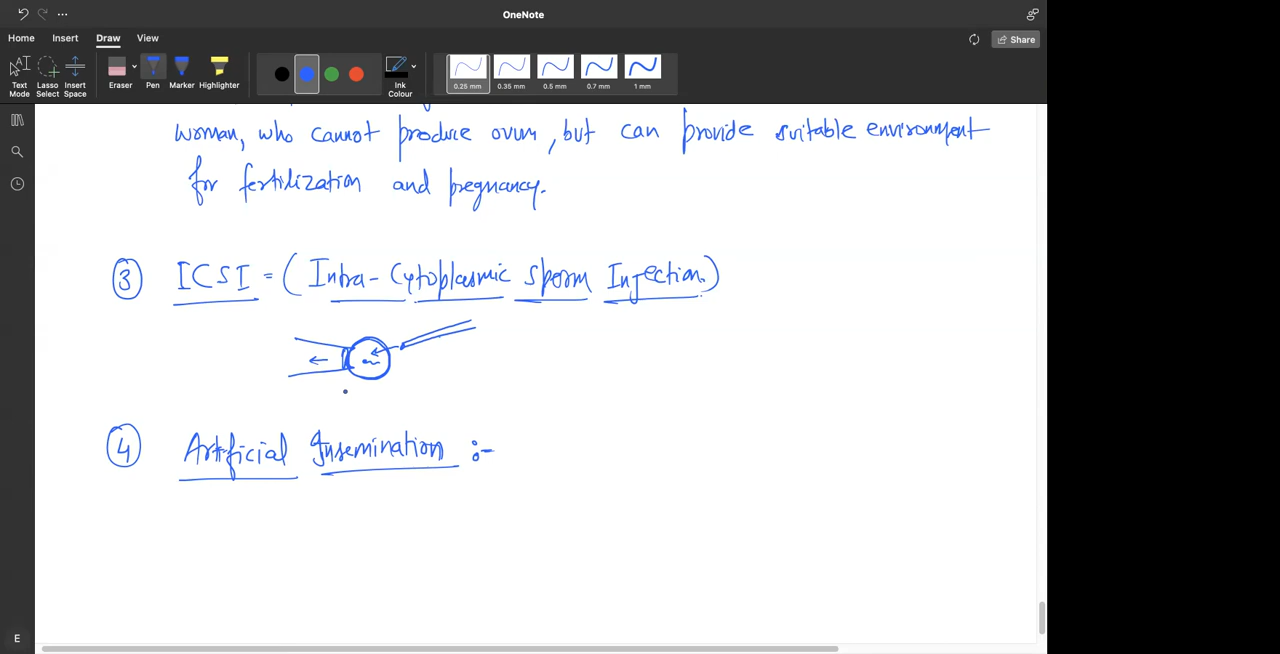 OneNote
Home Insert Draw View
Share
Text Mode Lasso Select Insert Space Eraser Pen Marker Highlighter Ink Colour 0.25 mm 0.35 mm 0.5 mm 0.7 mm 1 mm
woman, who cannot produce ovum, but can provide suitable environment
for fertilization and pregnancy.
③ ICSI = (Intra-Cytoplasmic Sperm Injection.)
④ Artificial Insemination :-
E